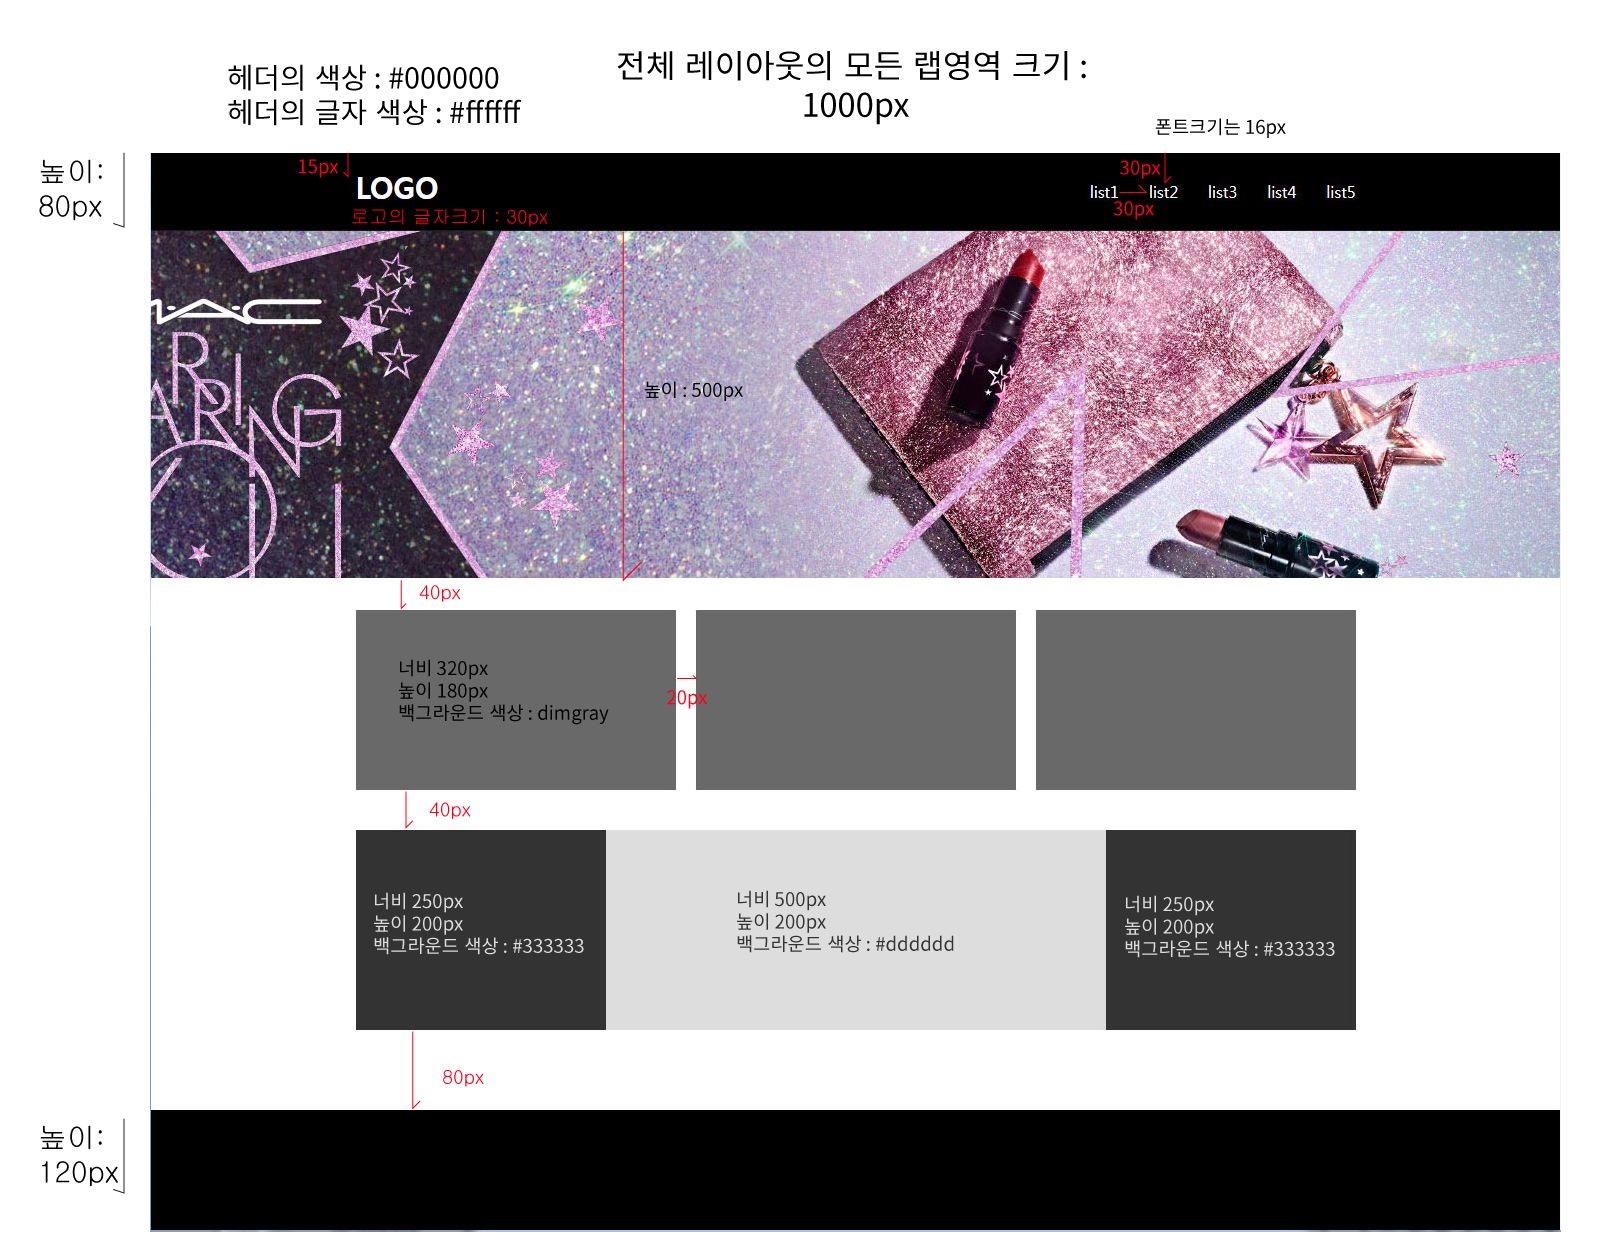 헤더의 색상 : #000000
헤더의 글자 색상 : #ffffff
전체 레이아웃의 모든 랩영역 크기 :
1000px
폰트크기는 16px
높이:
80px
15px
LOGO
로고의 글자크기 : 30px
30px
list1
list2
list3
list4
list5
30px
MAC
높이 : 500px
40px
너비 320px
높이 180px
백그라운드 색상 : dimgray
20px
40px
너비 250px
높이 200px
백그라운드 색상 : #333333
너비 500px
높이 200px
백그라운드 색상 : #dddddd
너비 250px
높이 200px
백그라운드 색상 : #333333
80px
높이:
120px